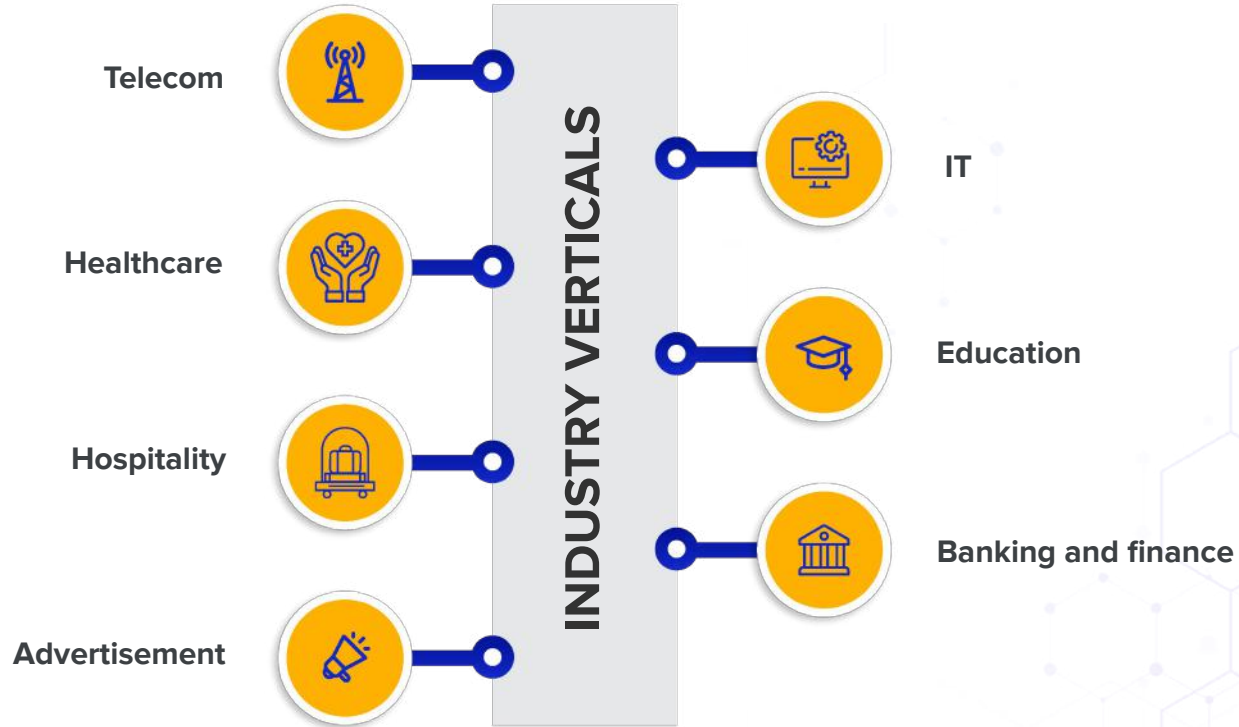 Telecom
Healthcare
Hospitality
Advertisement
INDUSTRY VERTICALS
IT
Education
Banking and finance